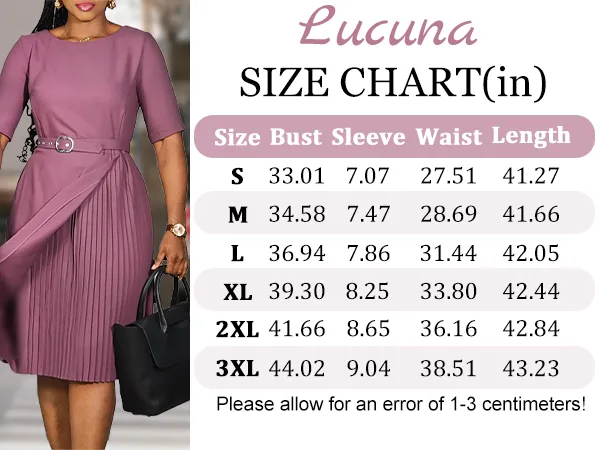 Lucuna
SIZE CHART(in)
Size Bust Sleeve Waist Length
S 33.01 7.07 27.51 41.27
M 34.58 7.47 28.69 41.66
L 36.94 7.86 31.44 42.05
XL 39.30 8.25 33.80 42.44
2XL 41.66 8.65 36.16 42.84
3XL 44.02 9.04 38.51 43.23
Please allow for an error of 1-3 centimeters!